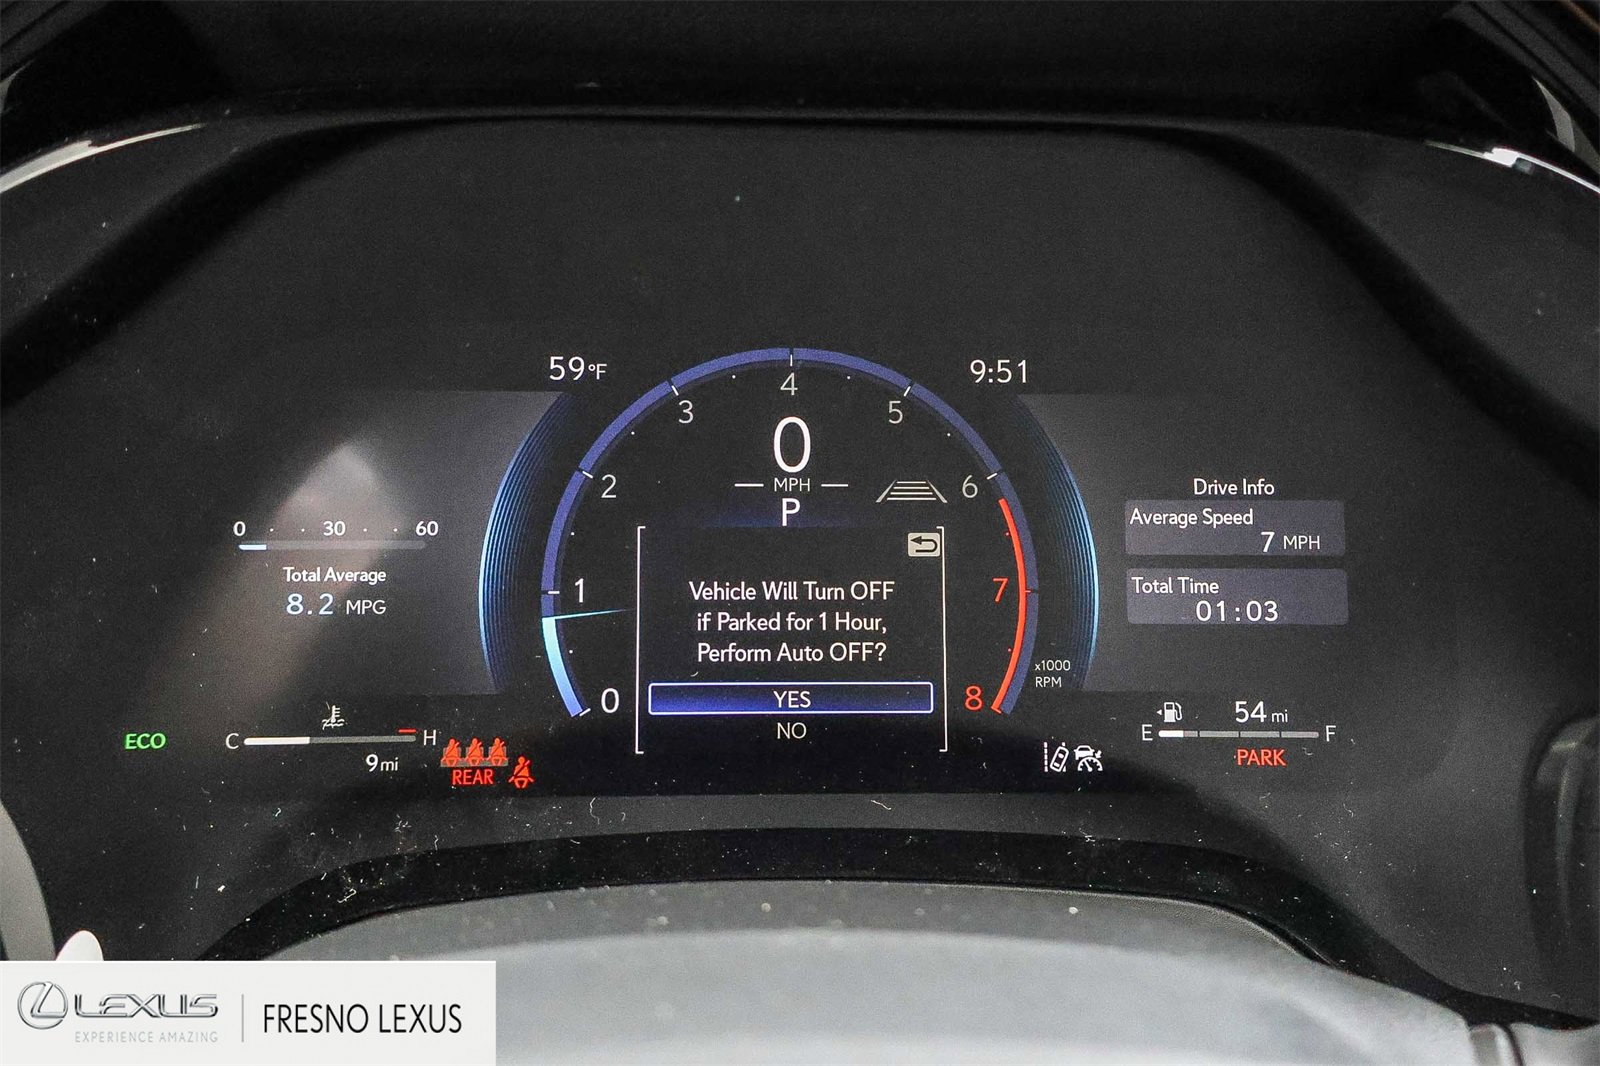 59°F
9:51
0 30 60
Total Average
8.2 MPG
ECO
C H
9 mi
REAR
0
1
2
3
4
5
6
7
8
x1000
RPM
0
MPH
P
Vehicle Will Turn OFF
if Parked for 1 Hour,
Perform Auto OFF?
YES
NO
Drive Info
Average Speed
7 MPH
Total Time
01:03
54 mi
E F
PARK
LEXUS
EXPERIENCE AMAZING
FRESNO LEXUS